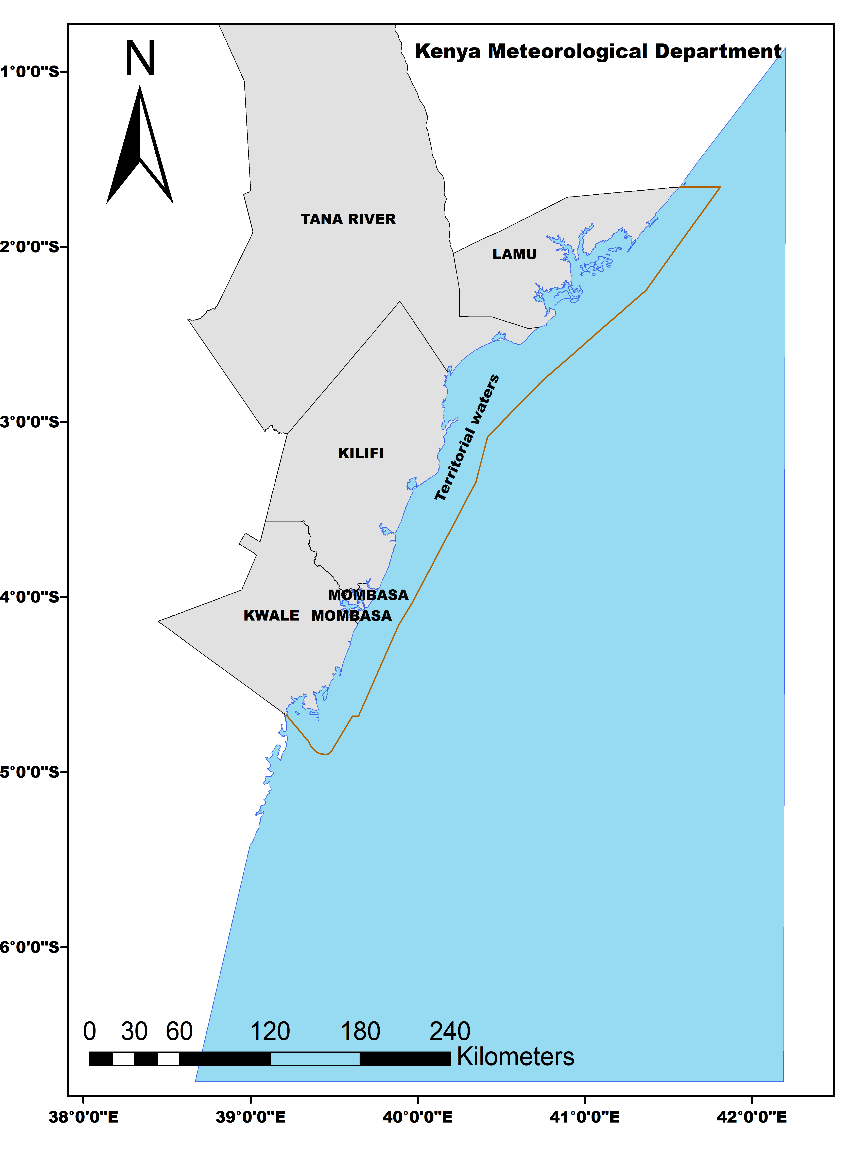 Kenya Meteorological Department
N
1°0'0"S
TANA RIVER
2°0'0"S
LAMU
3°0'0"S
Territorial waters
KILIFI
4°0'0"S
MOMBASA
KWALE MOMBASA
5°0'0"S
6°0'0"S
0 30 60 120 180 240
Kilometers
38°0'0"E 39°0'0"E 40°0'0"E 41°0'0"E 42°0'0"E